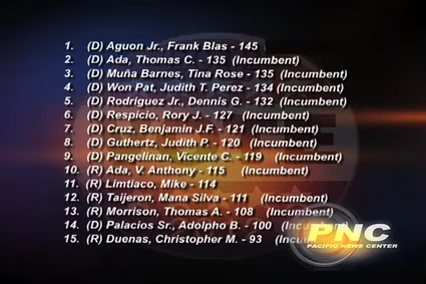 1. (D) Aguon Jr., Frank Blas - 145
2. (D) Ada, Thomas C. - 135 (Incumbent)
3. (D) Muña Barnes, Tina Rose - 135 (Incumbent)
4. (D) Won Pat, Judith T. Perez - 134 (Incumbent)
5. (D) Rodriguez Jr., Dennis G. - 132 (Incumbent)
6. (D) Respicio, Rory J. - 127 (Incumbent)
7. (D) Cruz, Benjamin J.F. - 121 (Incumbent)
8. (D) Guthertz, Judith P. - 120 (Incumbent)
9. (D) Pangelinan, Vicente C. - 119 (Incumbent)
10. (R) Ada, V. Anthony - 115 (Incumbent)
11. (R) Limtiaco, Mike - 114
12. (R) Taijeron, Mana Silva - 111 (Incumbent)
13. (R) Morrison, Thomas A. - 108 (Incumbent)
14. (D) Palacios Sr., Adolpho B. - 100 (Incumbent)
15. (R) Duenas, Christopher M. - 93 (Incumbent)
PNC
PACIFIC NEWS CENTER